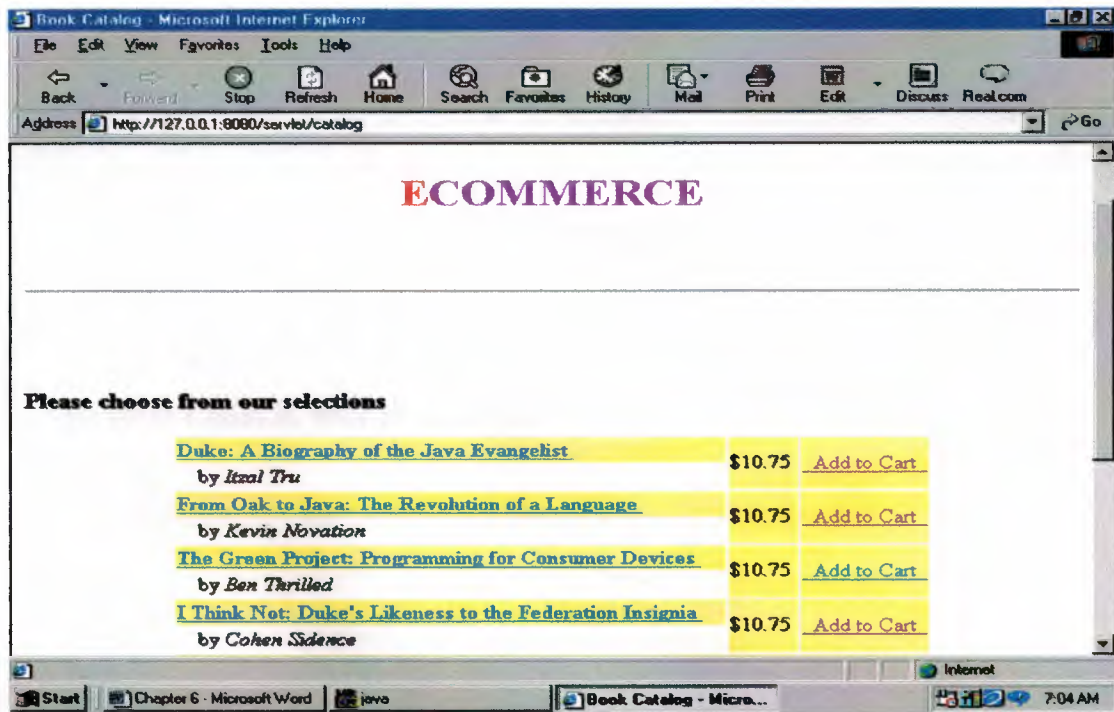 Book Catalog - Microsoft Internet Explorer
File Edit View Favorites Tools Help
Back Forward Stop Refresh Home Search Favorites History Mail Print Edit Discuss Real.com
Address http://127.0.0.1:8080/servlet/catalog Go
ECOMMERCE
Please choose from our selections
Duke: A Biography of the Java Evangelist $10.75 Add to Cart
by Itzal Tru
From Oak to Java: The Revolution of a Language $10.75 Add to Cart
by Kevin Novation
The Green Project: Programming for Consumer Devices $10.75 Add to Cart
by Ben Thrilled
I Think Not: Duke's Likeness to the Federation Insignia $10.75 Add to Cart
by Cohen Sidence
Internet
Start Chapter 6 - Microsoft Word java Book Catalog - Micro... 7:04 AM